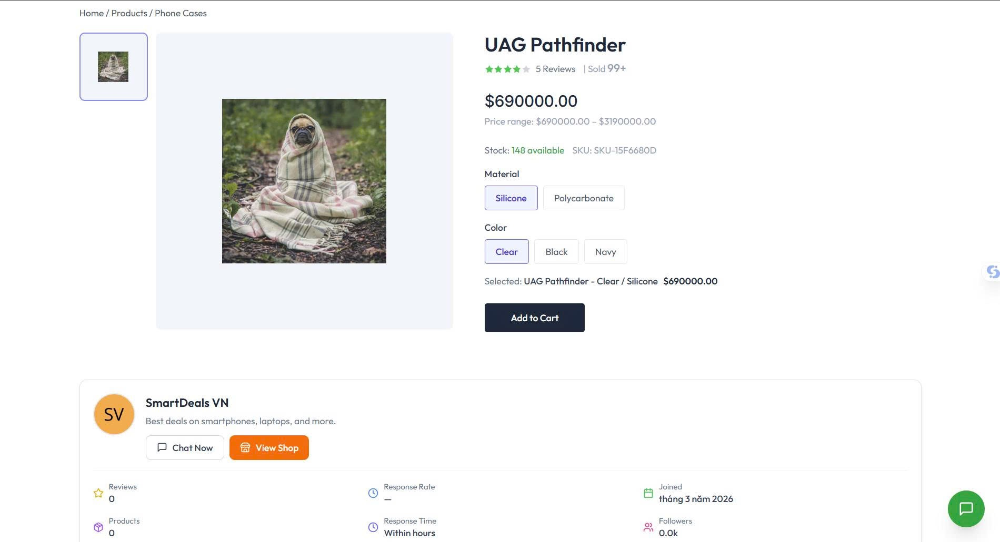 Home / Products / Phone Cases
UAG Pathfinder
5 Reviews | Sold 99+
$690000.00
Price range: $690000.00 – $3190000.00
Stock: 148 available SKU: SKU-15F6680D
Material
Silicone Polycarbonate
Color
Clear Black Navy
Selected: UAG Pathfinder - Clear / Silicone $690000.00
Add to Cart
SV
SmartDeals VN
Best deals on smartphones, laptops, and more.
Chat Now View Shop
Reviews Response Rate Joined
0 — tháng 3 năm 2026
Products Response Time Followers
0 Within hours 0.0k